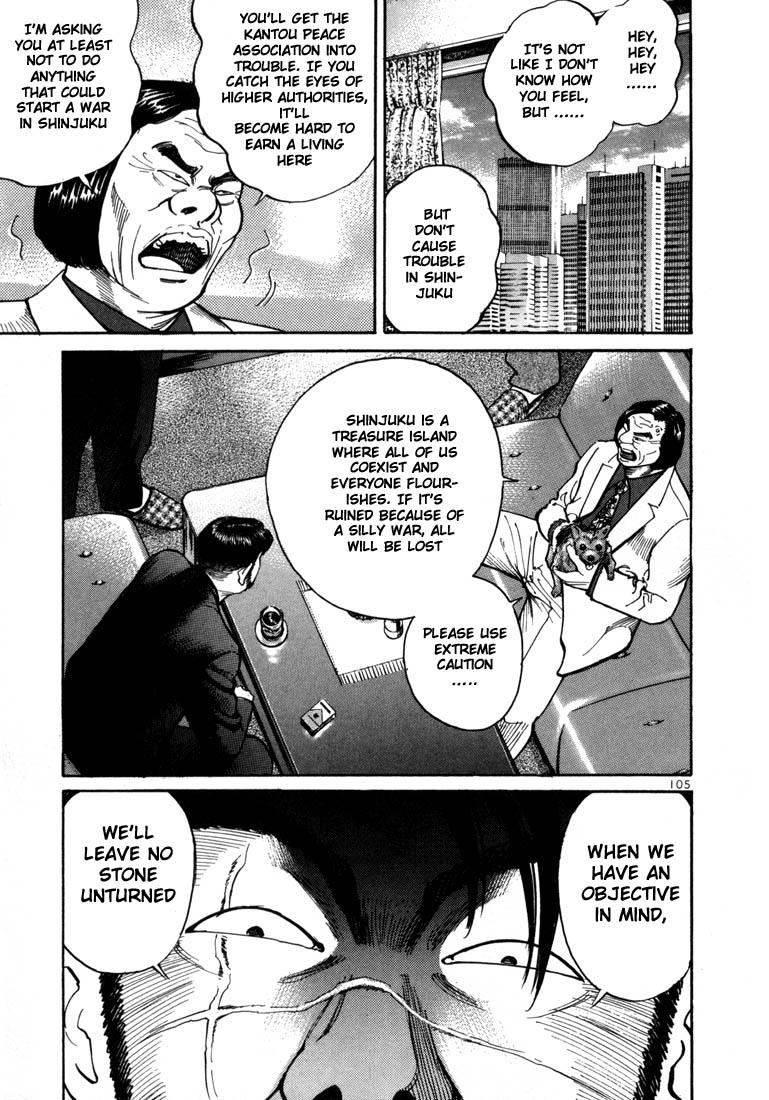 HEY,
HEY,
HEY
......
IT'S NOT
LIKE I DON'T
KNOW HOW
YOU FEEL,
BUT ......
BUT
DON'T
CAUSE
TROUBLE
IN SHIN-
JUKU
YOU'LL GET THE
KANTOU PEACE
ASSOCIATION INTO
TROUBLE. IF YOU
CATCH THE EYES OF
HIGHER AUTHORITIES,
IT'LL
BECOME HARD TO
EARN A LIVING
HERE
I'M ASKING
YOU AT LEAST
NOT TO DO
ANYTHING
THAT COULD
START A WAR
IN SHINJUKU
SHINJUKU IS A
TREASURE ISLAND
WHERE ALL OF US
COEXIST AND
EVERYONE FLOUR-
ISHES. IF IT'S
RUINED BECAUSE OF
A SILLY WAR, ALL
WILL BE LOST
PLEASE USE
EXTREME
CAUTION
.....
105
WHEN WE
HAVE AN
OBJECTIVE
IN MIND,
WE'LL
LEAVE NO
STONE
UNTURNED